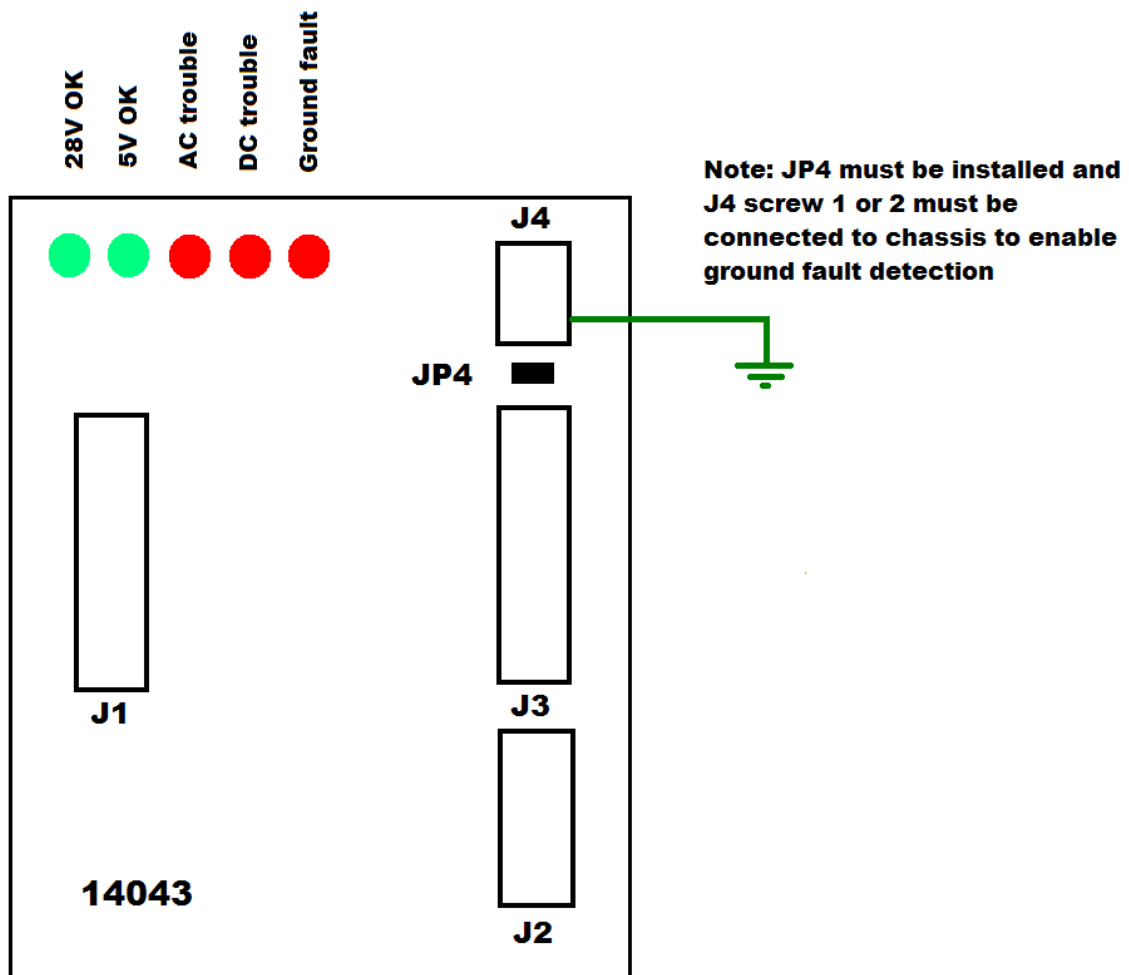 28V OK
5V OK
AC trouble
DC trouble
Ground fault
Note: JP4 must be installed and
J4 screw 1 or 2 must be
connected to chassis to enable
ground fault detection
J4
JP4
J1
J3
14043
J2